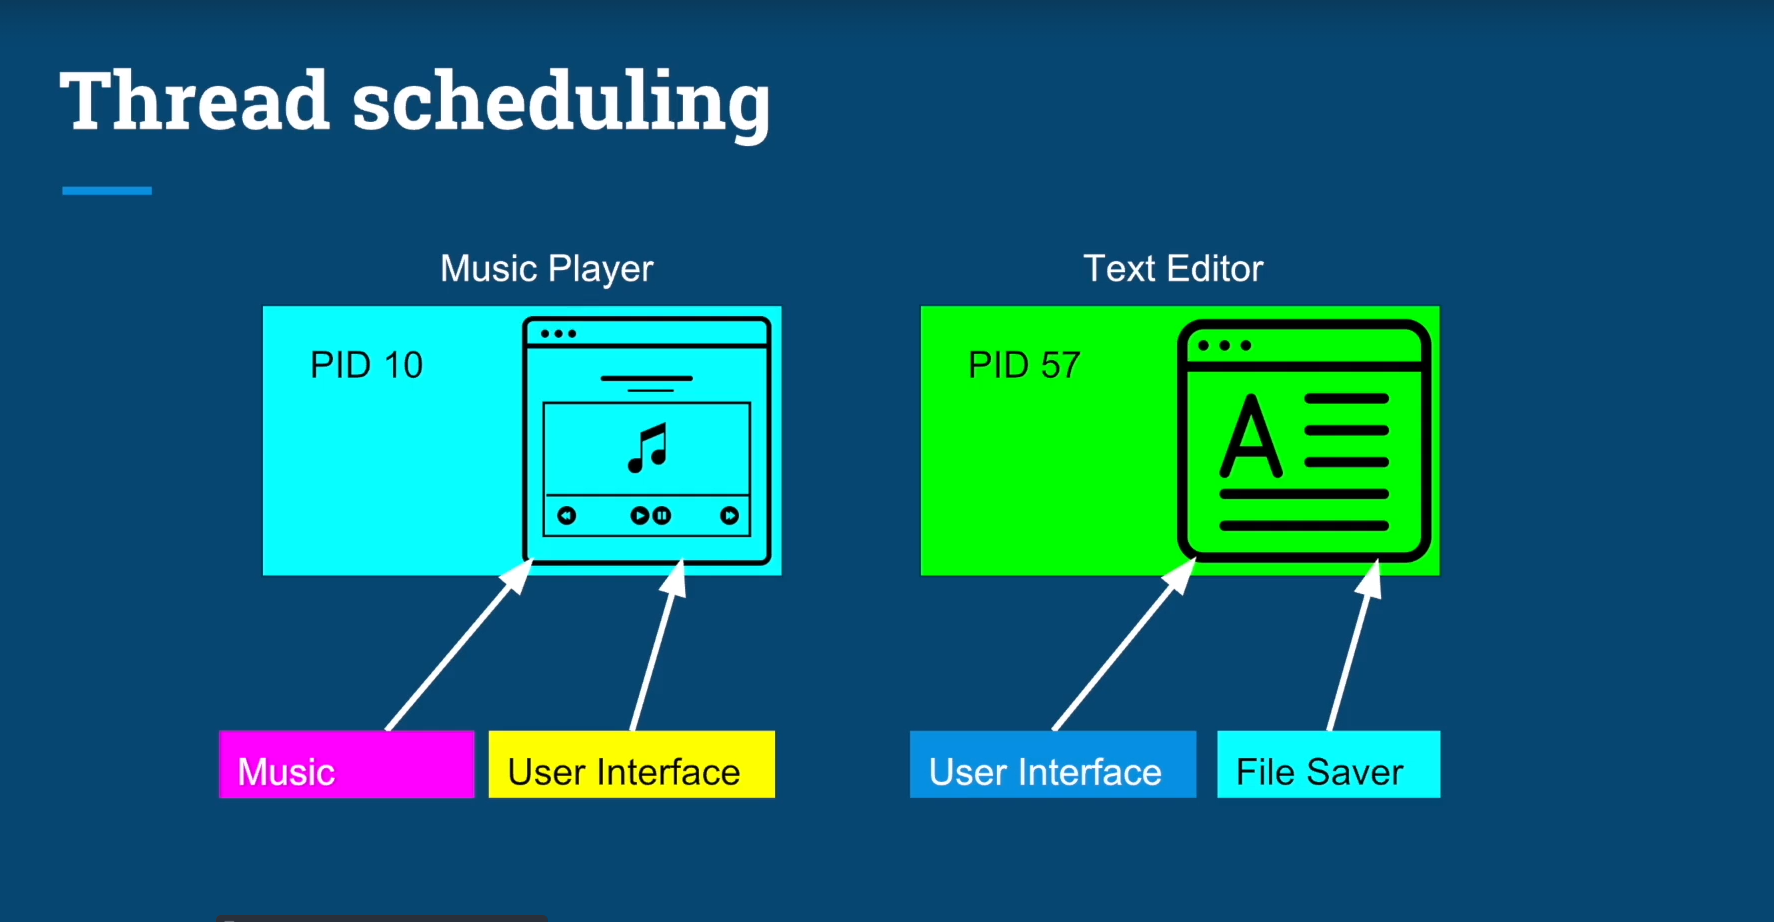 Thread scheduling
Music Player
Text Editor
PID 10
PID 57
A
Music
User Interface
User Interface
File Saver